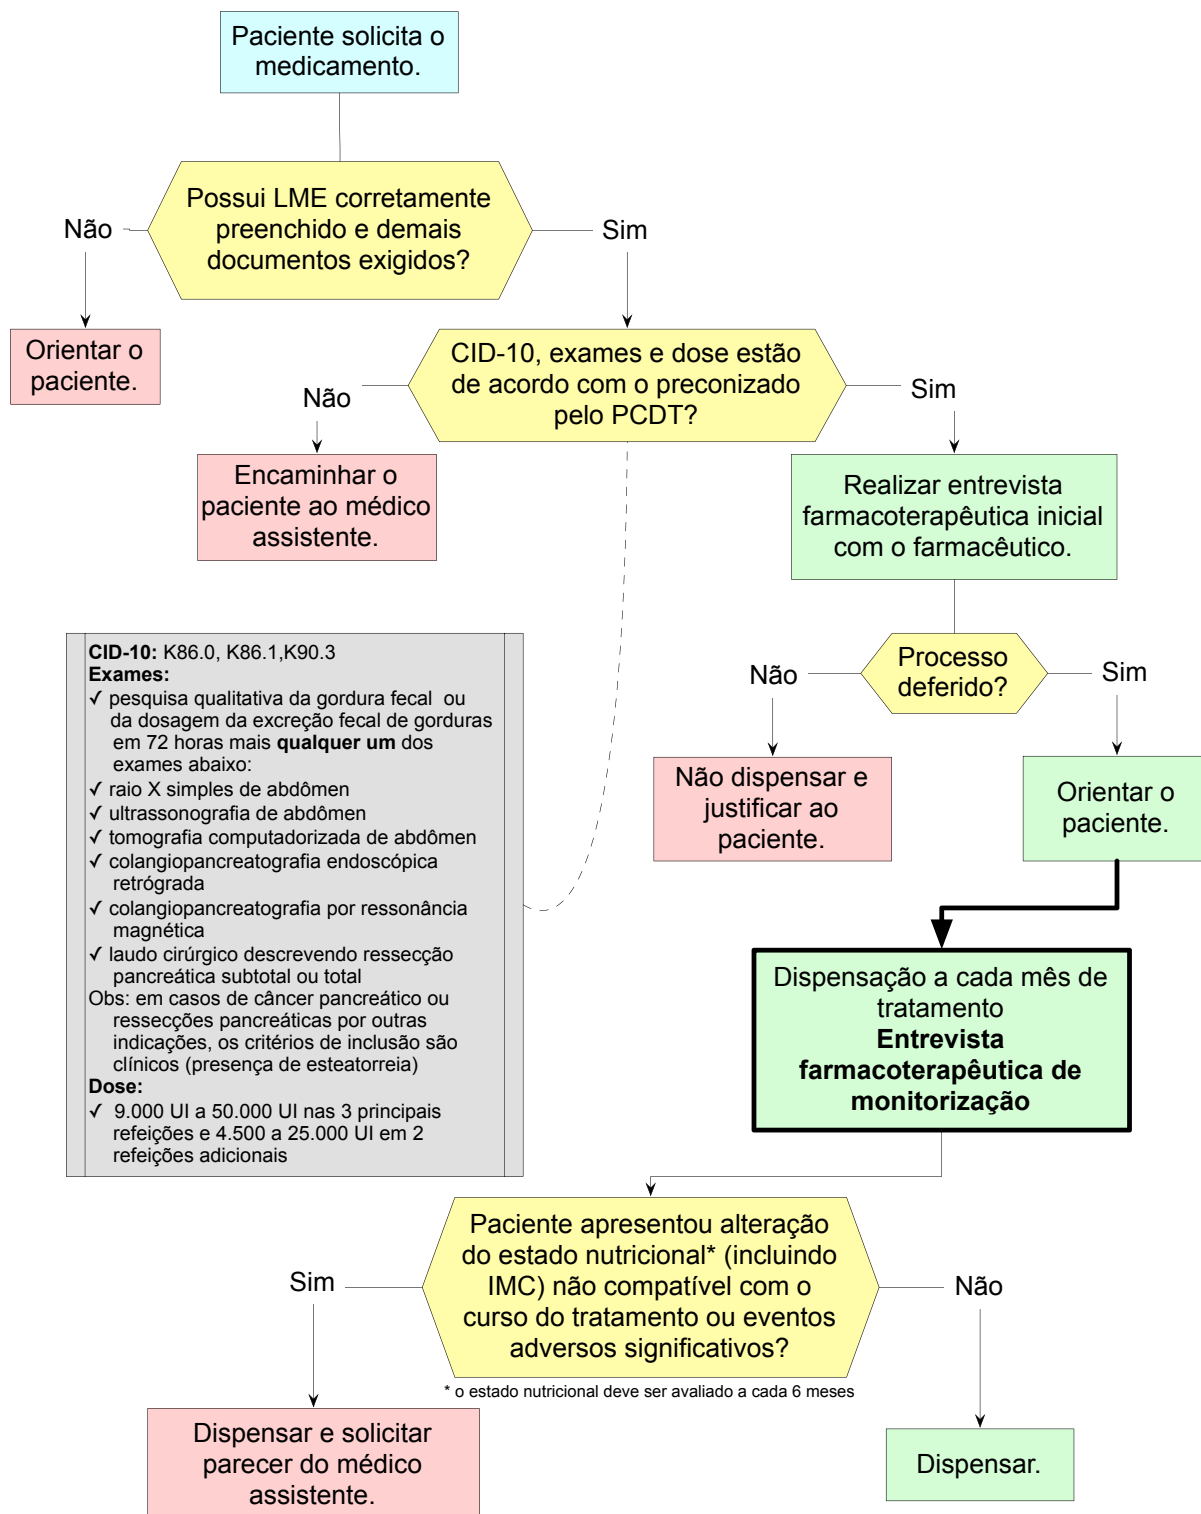 Paciente solicita o
medicamento.
Possui LME corretamente
preenchido e demais
documentos exigidos?
Não
Sim
Orientar o
paciente.
CID-10, exames e dose estão
de acordo com o preconizado
pelo PCDT?
Não
Sim
Encaminhar o
paciente ao médico
assistente.
Realizar entrevista
farmacoterapêutica inicial
com o farmacêutico.
CID-10: K86.0, K86.1,K90.3
Exames:
✓ pesquisa qualitativa da gordura fecal ou
da dosagem da excreção fecal de gorduras
em 72 horas mais qualquer um dos
exames abaixo:
✓ raio X simples de abdômen
✓ ultrassonografia de abdômen
✓ tomografia computadorizada de abdômen
✓ colangiopancreatografia endoscópica
retrógrada
✓ colangiopancreatografia por ressonância
magnética
✓ laudo cirúrgico descrevendo ressecção
pancreática subtotal ou total
Obs: em casos de câncer pancreático ou
ressecções pancreáticas por outras
indicações, os critérios de inclusão são
clínicos (presença de esteatorreia)
Dose:
✓ 9.000 UI a 50.000 UI nas 3 principais
refeições e 4.500 a 25.000 UI em 2
refeições adicionais
Processo
deferido?
Não
Sim
Não dispensar e
justificar ao
paciente.
Orientar o
paciente.
Dispensação a cada mês de
tratamento
Entrevista
farmacoterapêutica de
monitorização
Paciente apresentou alteração
do estado nutricional* (incluindo
IMC) não compatível com o
curso do tratamento ou eventos
adversos significativos?
Sim
Não
* o estado nutricional deve ser avaliado a cada 6 meses
Dispensar e solicitar
parecer do médico
assistente.
Dispensar.